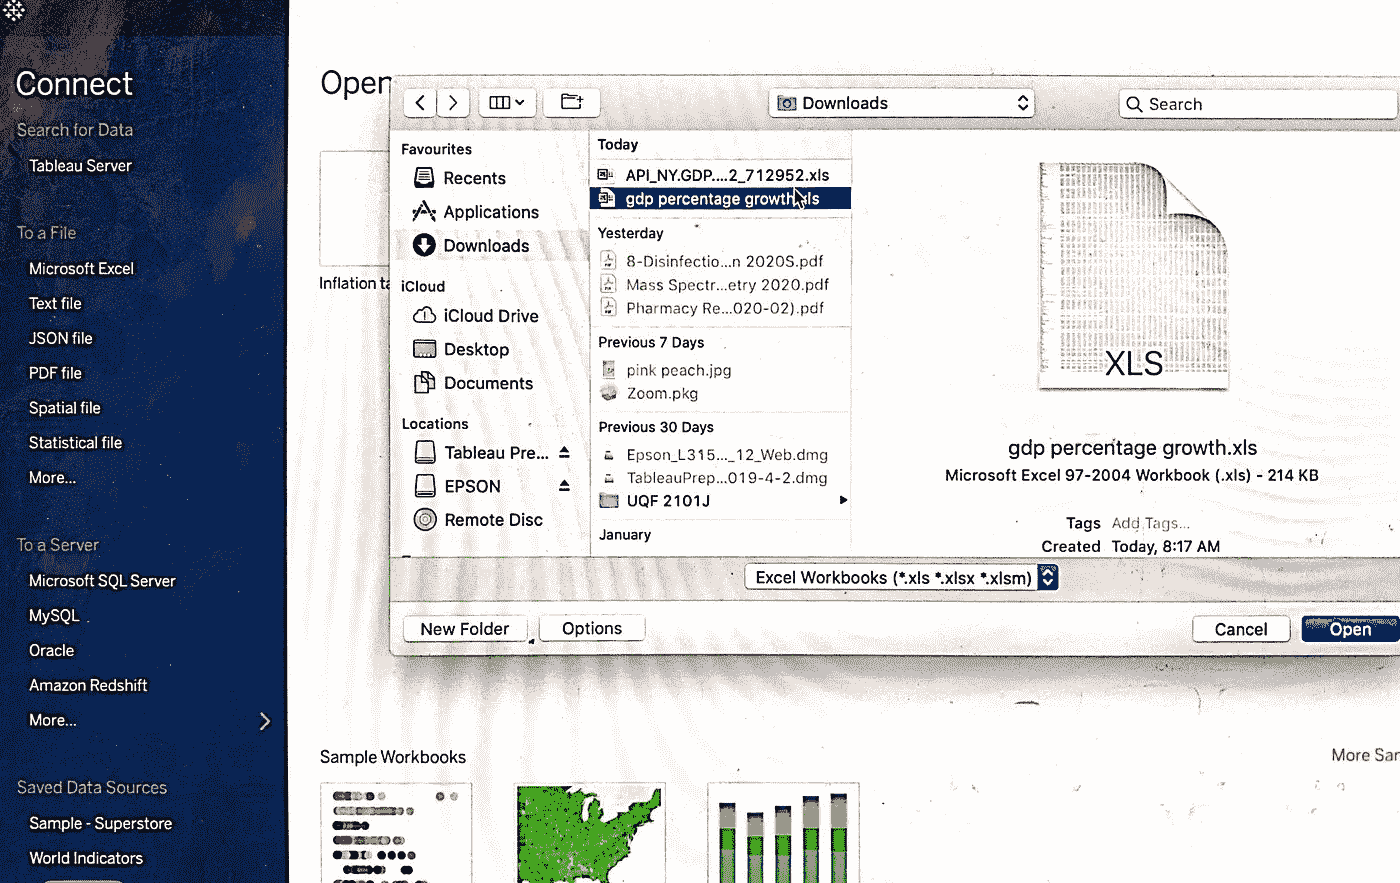 Connect
Search for Data
Tableau Server
To a File
Microsoft Excel
Text file
JSON file
PDF file
Spatial file
Statistical file
More...
To a Server
Microsoft SQL Server
MySQL
Oracle
Amazon Redshift
More...
Saved Data Sources
Sample - Superstore
World Indicators
Open
Inflation ta
Downloads
Search
Favourites
Recents
Applications
Downloads
iCloud
iCloud Drive
Desktop
Documents
Locations
Tableau Pre...
EPSON
Remote Disc
Today
API_NY.GDP....2_712952.xls
gdp percentage growth.xls
Yesterday
8-Disinfectio...n 2020S.pdf
Mass Spectr...etry 2020.pdf
Pharmacy Re...020-02).pdf
Previous 7 Days
pink peach.jpg
Zoom.pkg
Previous 30 Days
Epson_L315..._12_Web.dmg
TableauPrep...019-4-2.dmg
UQF 2101J
January
XLS
gdp percentage growth.xls
Microsoft Excel 97-2004 Workbook (.xls) - 214 KB
Tags Add Tags...
Created Today, 8:17 AM
Excel Workbooks (*.xls *.xlsx *.xlsm)
New Folder
Options
Cancel
Open
Sample Workbooks
More Sam